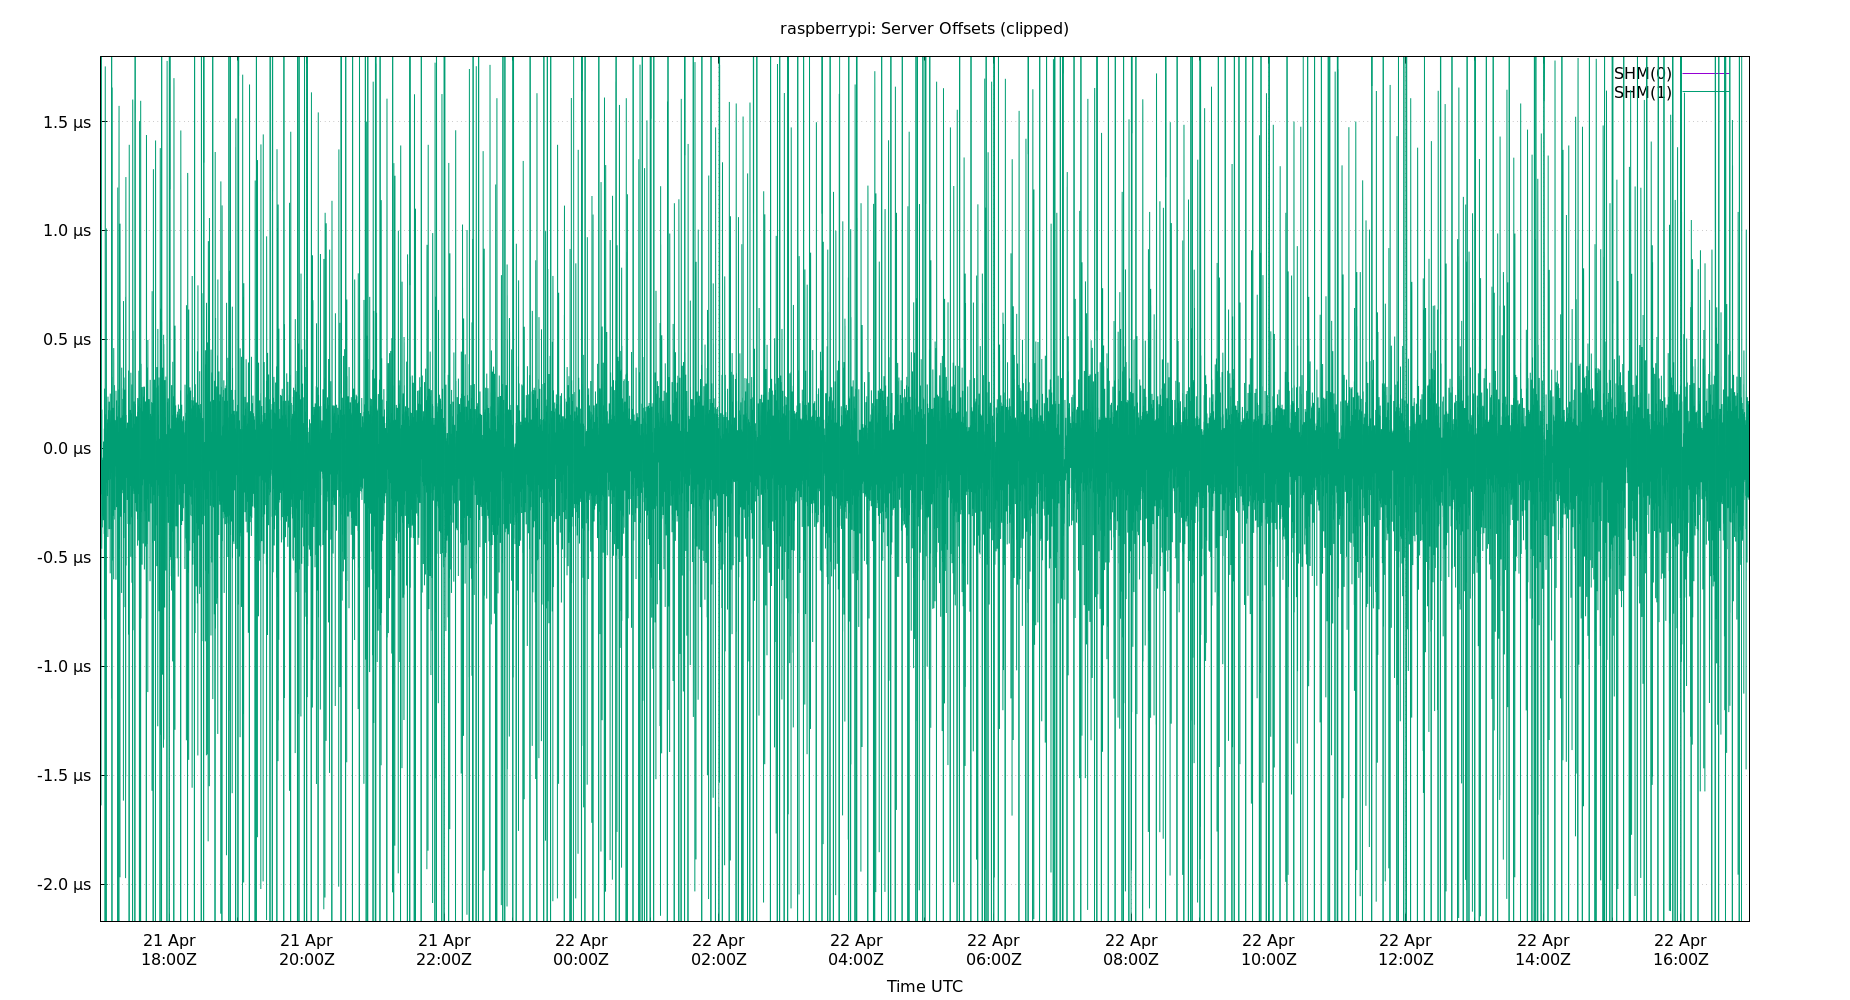 raspberrypi: Server Offsets (clipped)
SHM(0)
SHM(1)
1.5 µs
1.0 µs
0.5 µs
0.0 µs
-0.5 µs
-1.0 µs
-1.5 µs
-2.0 µs
21 Apr 21 Apr 21 Apr 22 Apr 22 Apr 22 Apr 22 Apr 22 Apr 22 Apr 22 Apr 22 Apr 22 Apr
18:00Z 20:00Z 22:00Z 00:00Z 02:00Z 04:00Z 06:00Z 08:00Z 10:00Z 12:00Z 14:00Z 16:00Z
Time UTC